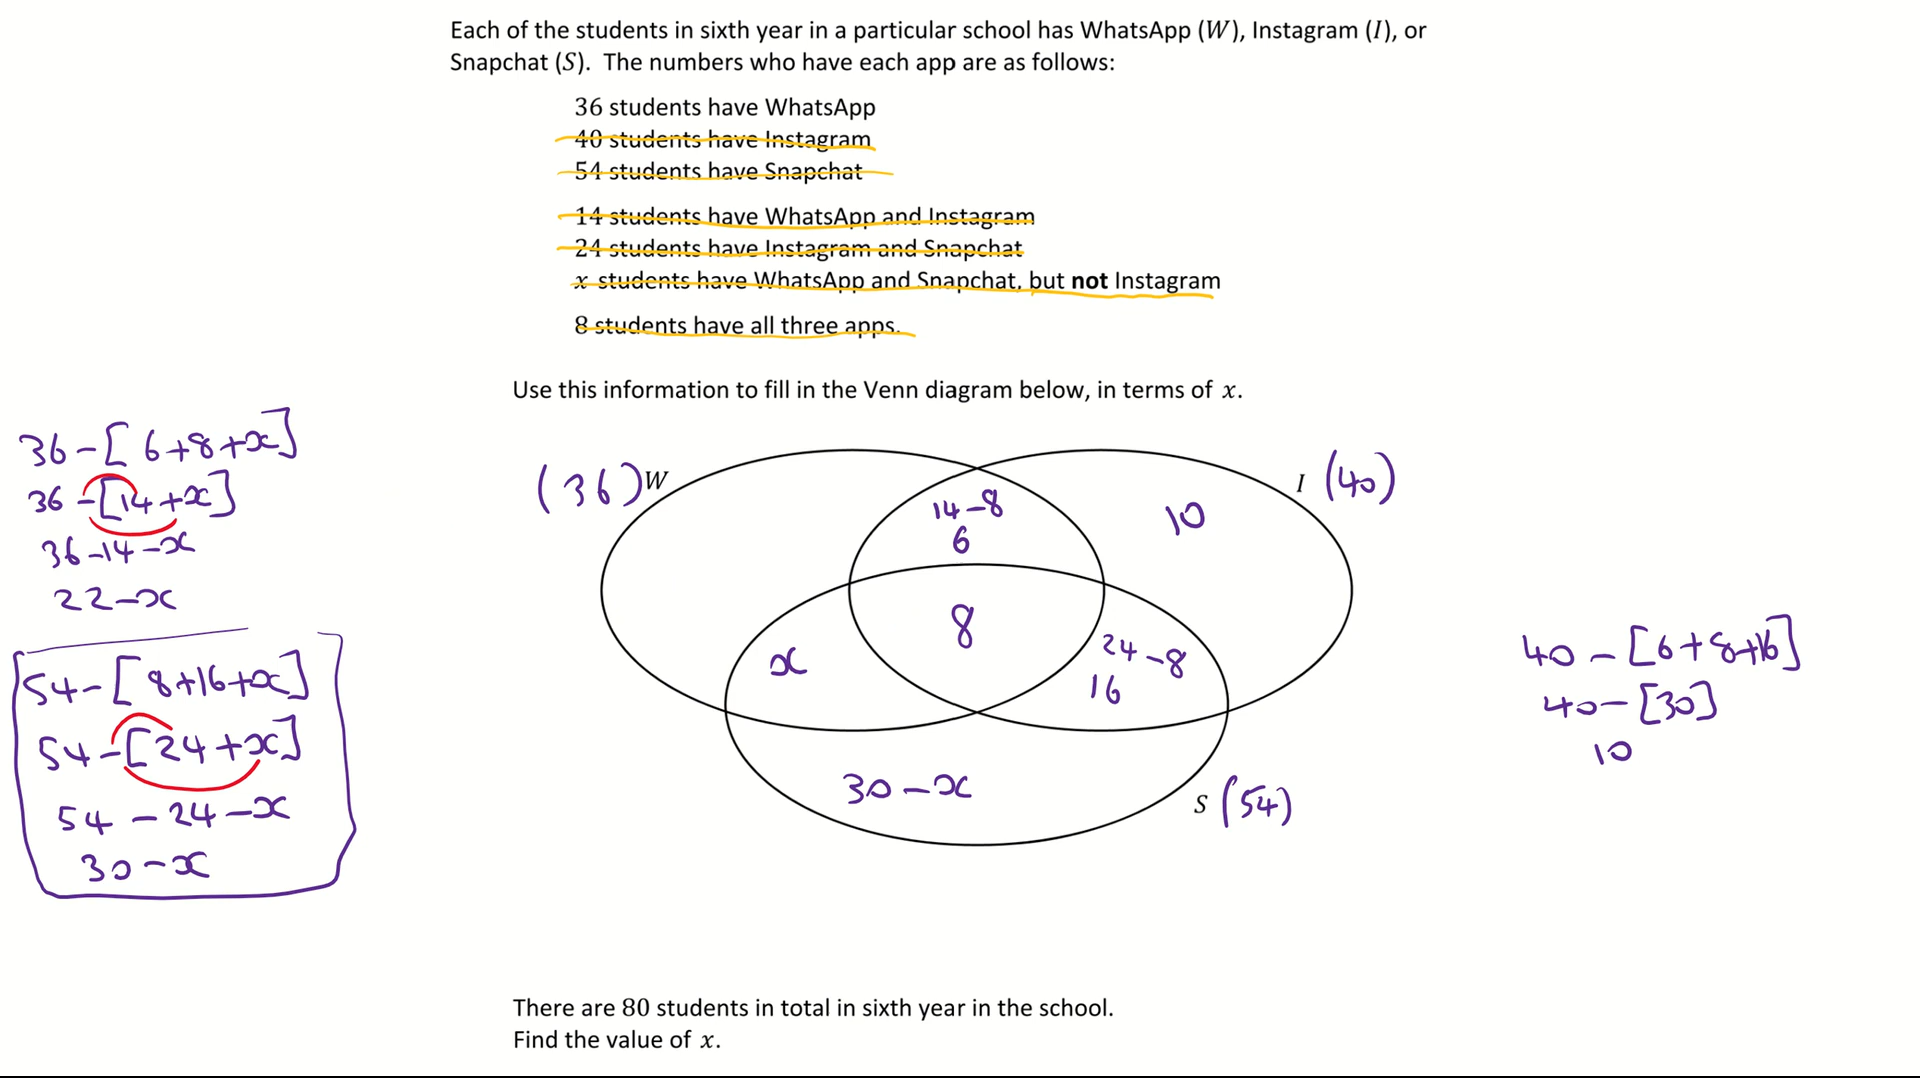 Each of the students in sixth year in a particular school has WhatsApp (W), Instagram (I), or
Snapchat (S). The numbers who have each app are as follows:
36 students have WhatsApp
40 students have Instagram
54 students have Snapchat
14 students have WhatsApp and Instagram
24 students have Instagram and Snapchat
x students have WhatsApp and Snapchat, but not Instagram
8 students have all three apps.
Use this information to fill in the Venn diagram below, in terms of x.
36-[6+8+x]
36-[14+x]
36-14-x
22-x
54-[8+16+x]
54-[24+x]
54-24-x
30-x
(36) W
I (40)
14-8
6
10
8
x
24-8
16
30-x
S (54)
40-[6+8+16]
40-[30]
10
There are 80 students in total in sixth year in the school.
Find the value of x.